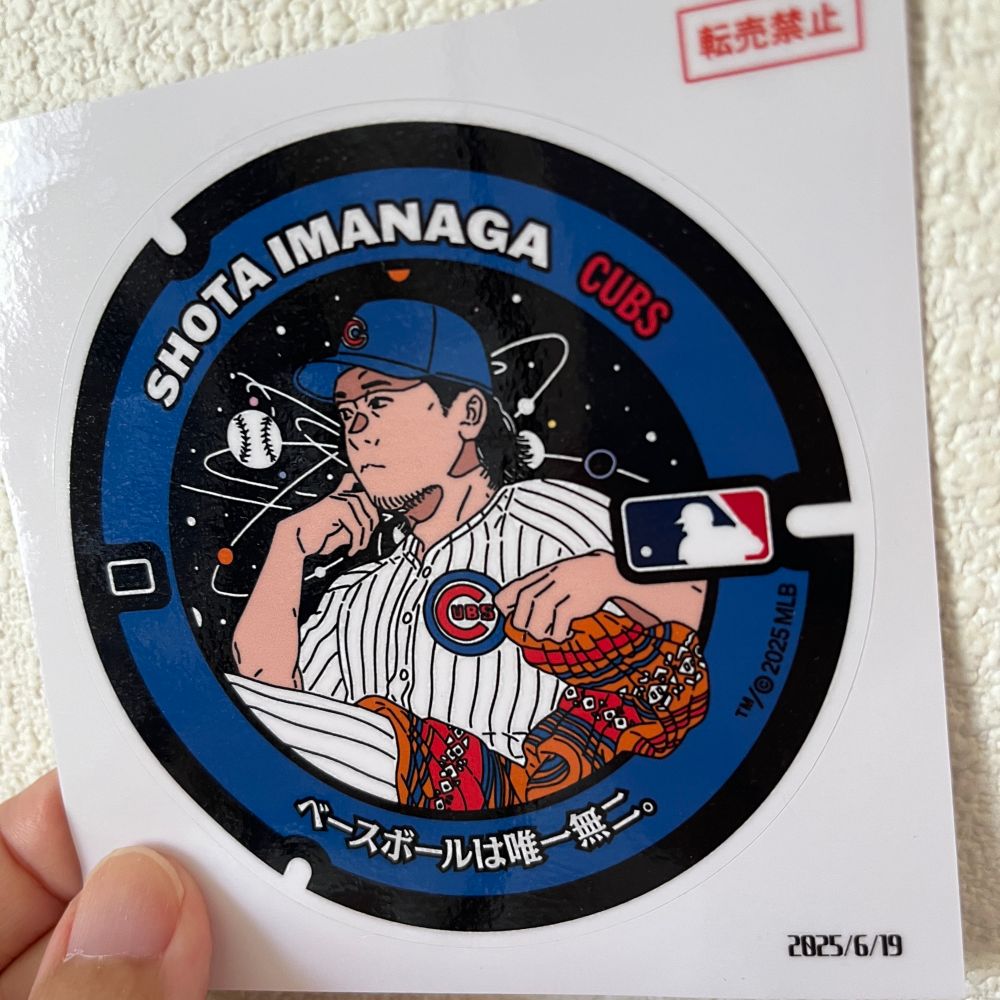 転売禁止
SHOTA IMANAGA CUBS
C
CUBS
TM/© 2025 MLB
ベースボールは唯一無二。
2025/6/19